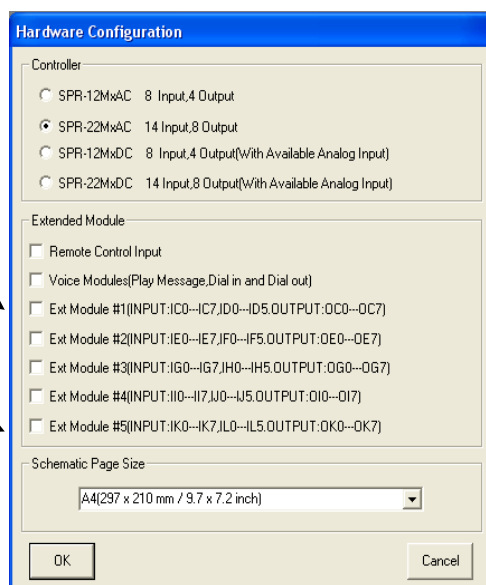 Hardware Configuration
Controller
SPR-12MxAC 8 Input,4 Output
SPR-22MxAC 14 Input,8 Output
SPR-12MxDC 8 Input,4 Output(With Available Analog Input)
SPR-22MxDC 14 Input,8 Output(With Available Analog Input)
Extended Module
Remote Control Input
Voice Modules(Play Message,Dial in and Dial out)
Ext Module #1(INPUT:IC0---IC7,ID0---ID5.OUTPUT:OC0---OC7)
Ext Module #2(INPUT:IE0---IE7,IF0---IF5.OUTPUT:OE0---OE7)
Ext Module #3(INPUT:IG0---IG7,IH0---IH5.OUTPUT:OG0---OG7)
Ext Module #4(INPUT:II0---II7,IJ0---IJ5.OUTPUT:OI0---OI7)
Ext Module #5(INPUT:IK0---IK7,IL0---IL5.OUTPUT:OK0---OK7)
Schematic Page Size
A4(297 x 210 mm / 9.7 x 7.2 inch)
OK
Cancel